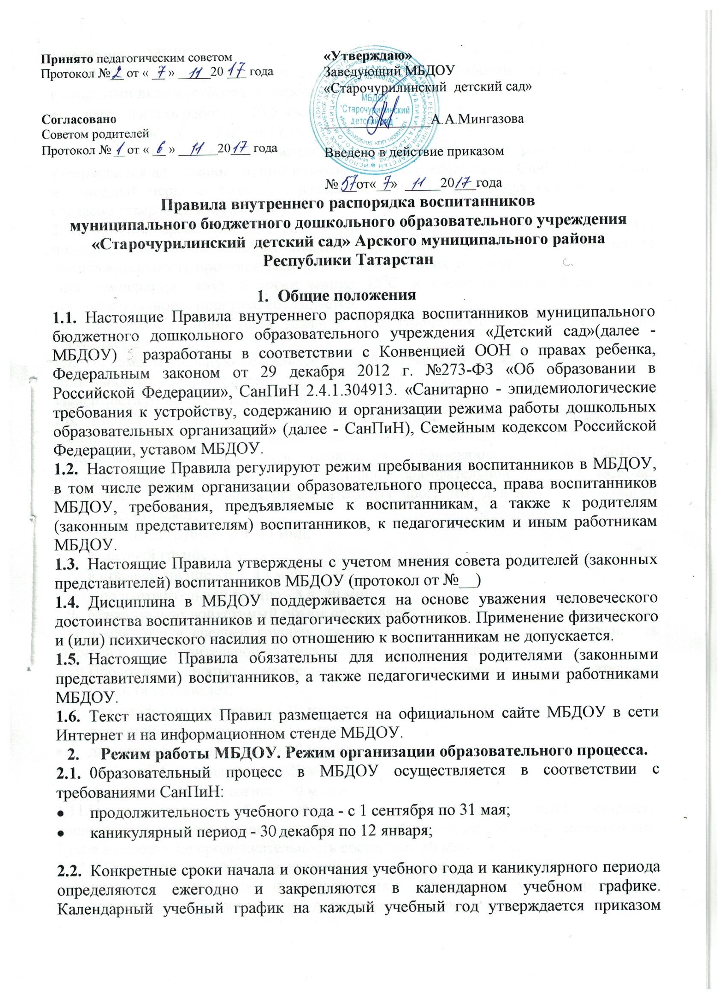 Принято педагогическим советом
Протокол № 2 от « 7 » 11 20 17 года
Согласовано
Советом родителей
Протокол № 1 от « 6 » 11 2017 года
«Утверждаю»
Заведующий МБДОУ
«Старочурилинский детский сад»
А.А.Мингазова
Введено в действие приказом
№ 57 от« 7 » 11 2017 года
МБДОУ
"Старочурилинский
детский сад"
ИНН 1609005705 КПП 160901001
Правила внутреннего распорядка воспитанников
муниципального бюджетного дошкольного образовательного учреждения
«Старочурилинский детский сад» Арского муниципального района
Республики Татарстан
1. Общие положения
1.1. Настоящие Правила внутреннего распорядка воспитанников муниципального
бюджетного дошкольного образовательного учреждения «Детский сад»(далее -
МБДОУ) 5 разработаны в соответствии с Конвенцией ООН о правах ребенка,
Федеральным законом от 29 декабря 2012 г. №273-ФЗ «Об образовании в
Российской Федерации», СанПиН 2.4.1.304913. «Санитарно - эпидемиологические
требования к устройству, содержанию и организации режима работы дошкольных
образовательных организаций» (далее - СанПиН), Семейным кодексом Российской
Федерации, уставом МБДОУ.
1.2. Настоящие Правила регулируют режим пребывания воспитанников в МБДОУ,
в том числе режим организации образовательного процесса, права воспитанников
МБДОУ, требования, предъявляемые к воспитанникам, а также к родителям
(законным представителям) воспитанников, к педагогическим и иным работникам
МБДОУ.
1.3. Настоящие Правила утверждены с учетом мнения совета родителей (законных
представителей) воспитанников МБДОУ (протокол от №__)
1.4. Дисциплина в МБДОУ поддерживается на основе уважения человеческого
достоинства воспитанников и педагогических работников. Применение физического
и (или) психического насилия по отношению к воспитанникам не допускается.
1.5. Настоящие Правила обязательны для исполнения родителями (законными
представителями) воспитанников, а также педагогическими и иными работниками
МБДОУ.
1.6. Текст настоящих Правил размещается на официальном сайте МБДОУ в сети
Интернет и на информационном стенде МБДОУ.
2. Режим работы МБДОУ. Режим организации образовательного процесса.
2.1. 0бразовательный процесс в МБДОУ осуществляется в соответствии с
требованиями СанПиН:
• продолжительность учебного года - с 1 сентября по 31 мая;
• каникулярный период - 30 декабря по 12 января;
2.2. Конкретные сроки начала и окончания учебного года и каникулярного периода
определяются ежегодно и закрепляются в календарном учебном графике.
Календарный учебный график на каждый учебный год утверждается приказом